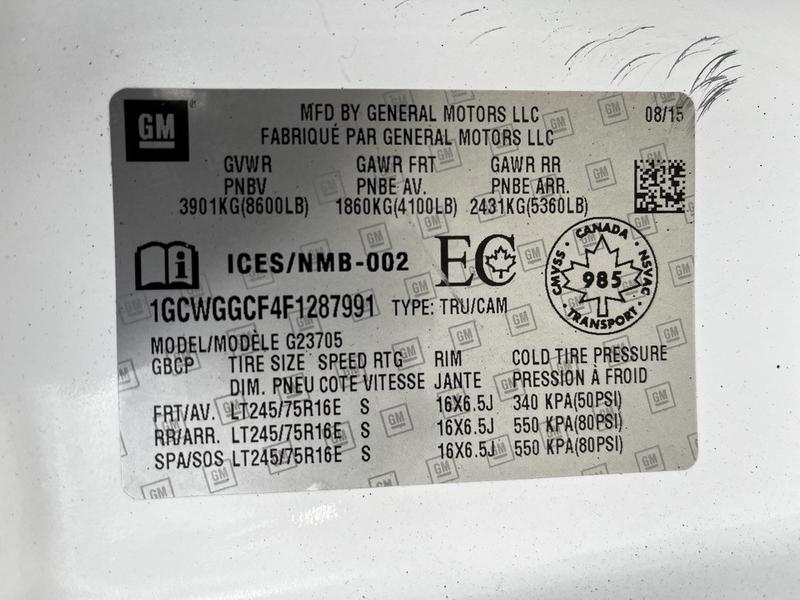 GM
MFD BY GENERAL MOTORS LLC 08/15
FABRIQUÉ PAR GENERAL MOTORS LLC
GVWR GAWR FRT GAWR RR
PNBV PNBE AV. PNBE ARR.
3901KG(8600LB) 1860KG(4100LB) 2431KG(5360LB)
i ICES/NMB-002 EC
CANADA
CMVSS 985 NSVAC
TRANSPORT
1GCWGGCF4F1287991 TYPE: TRU/CAM
MODEL/MODÈLE G23705
GBCP TIRE SIZE SPEED RTG RIM COLD TIRE PRESSURE
DIM. PNEU COTE VITESSE JANTE PRESSION À FROID
FRT/AV. LT245/75R16E S 16X6.5J 340 KPA(50PSI)
RR/ARR. LT245/75R16E S 16X6.5J 550 KPA(80PSI)
SPA/SOS LT245/75R16E S 16X6.5J 550 KPA(80PSI)